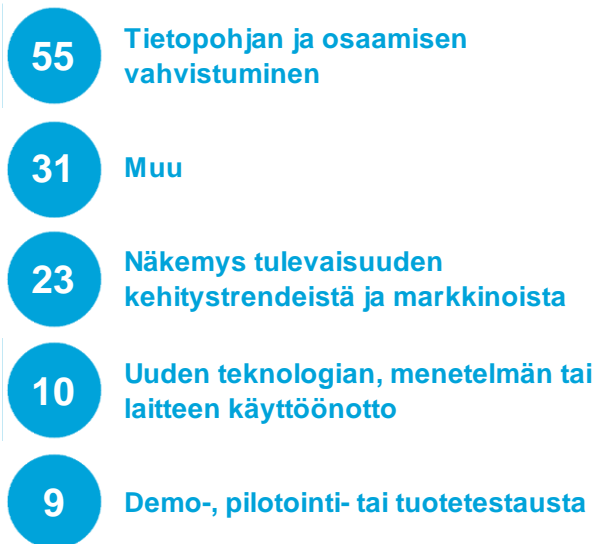 55
Tietopohjan ja osaamisen
vahvistuminen
31
Muu
23
Näkemys tulevaisuuden
kehitystrendeistä ja markkinoista
10
Uuden teknologian, menetelmän tai
laitteen käyttöönotto
9
Demo-, pilotointi- tai tuotetestausta